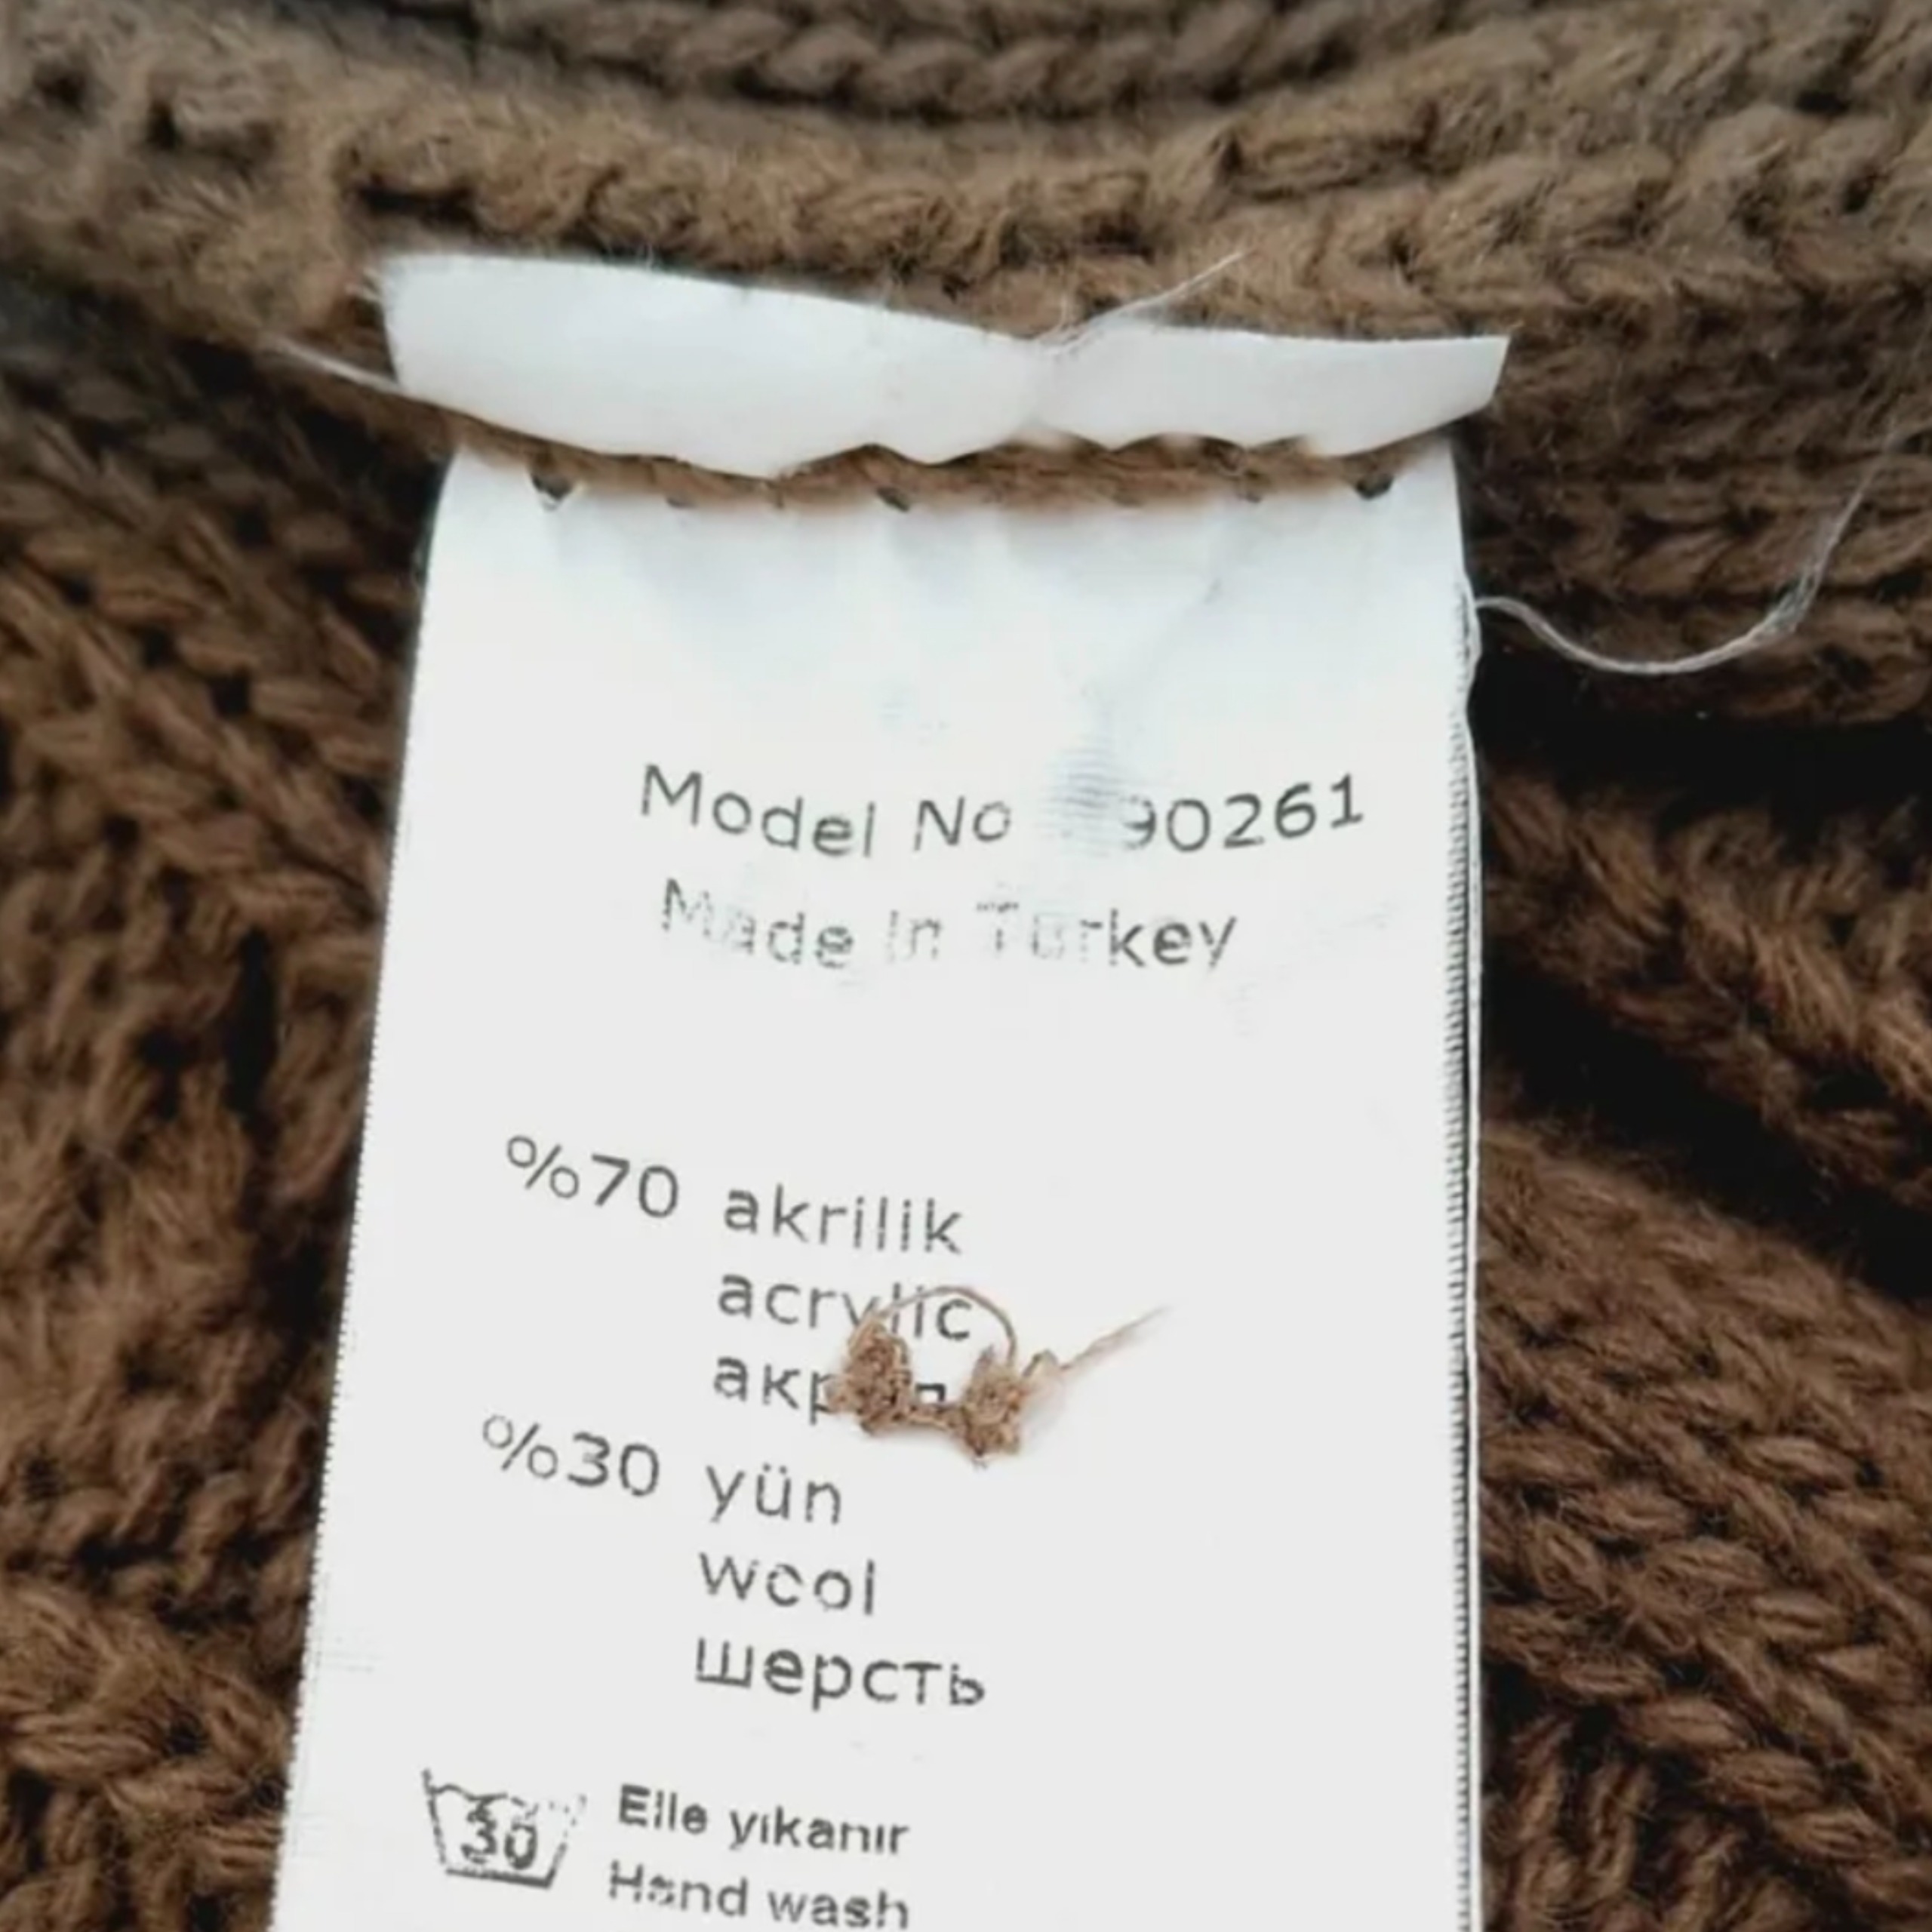 Model No 90261
Made in Turkey
%70 akrilik
acrylic
%30 yün
wool
шерсть
30 Elle yıkanır
Hand wash